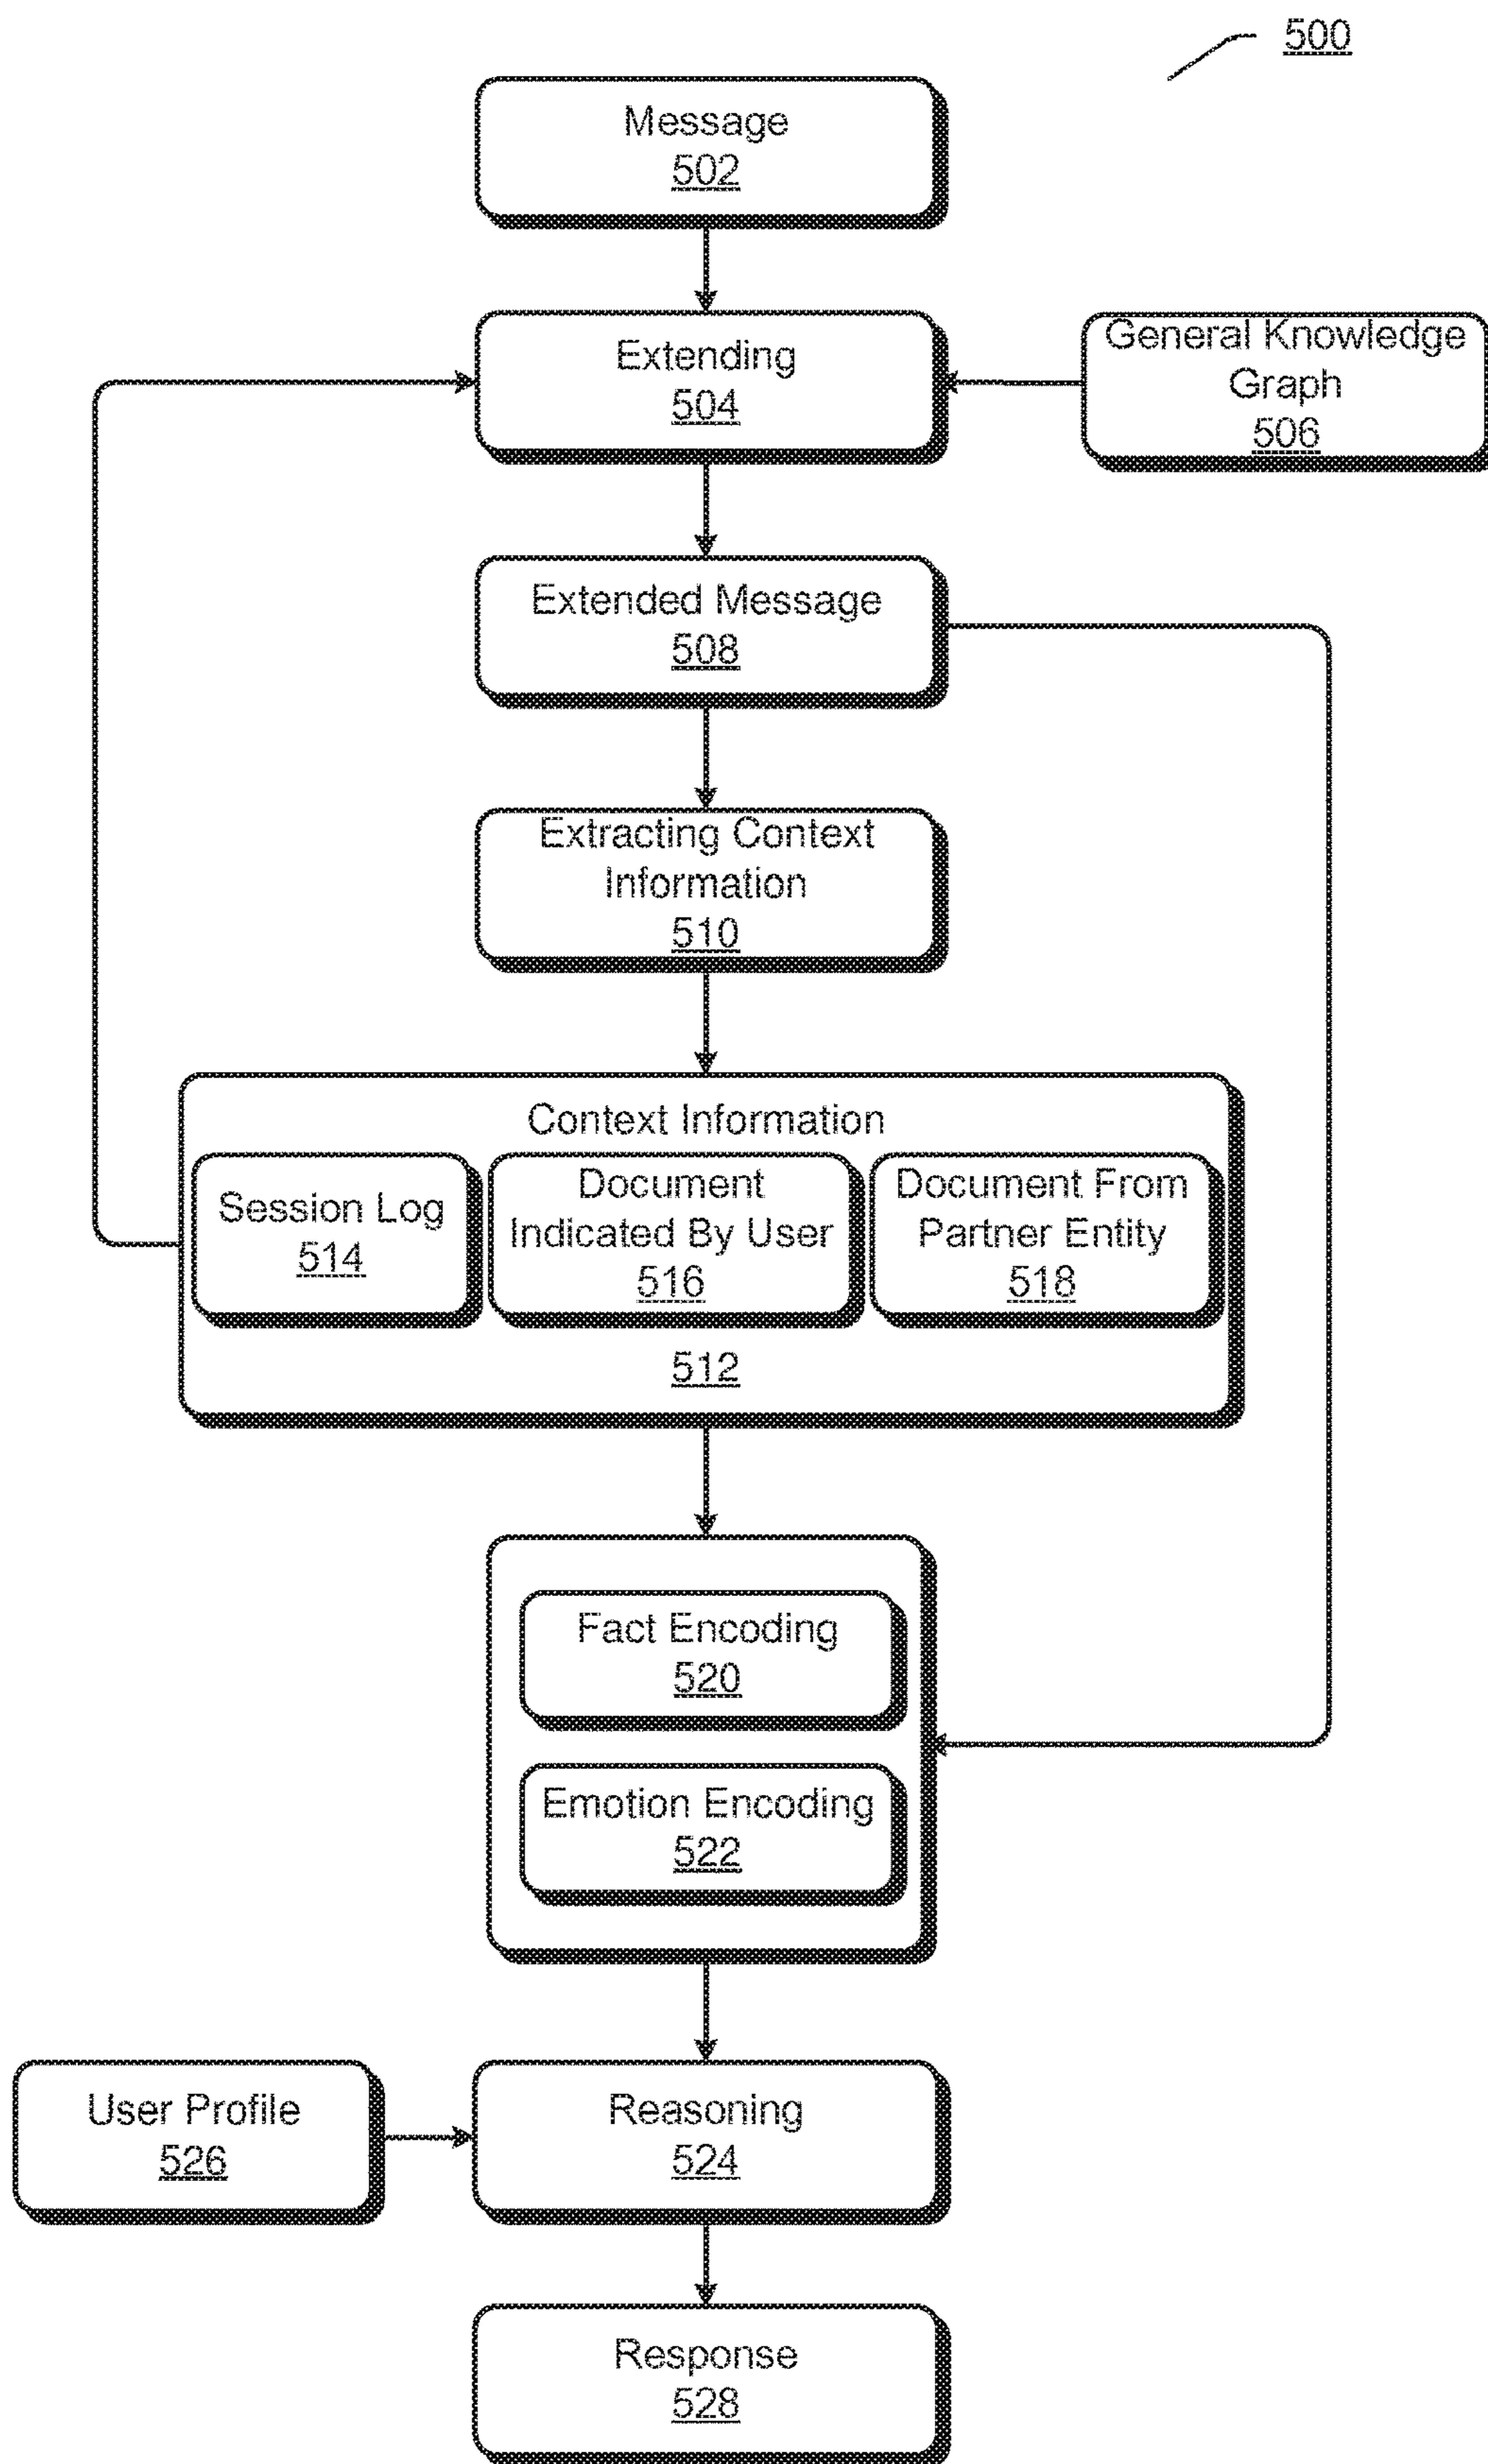 500
Message
502
Extending
504
General Knowledge
Graph
506
Extended Message
508
Extracting Context
Information
510
Context Information
Session Log
514
Document
Indicated By User
516
Document From
Partner Entity
518
512
Fact Encoding
520
Emotion Encoding
522
User Profile
526
Reasoning
524
Response
528